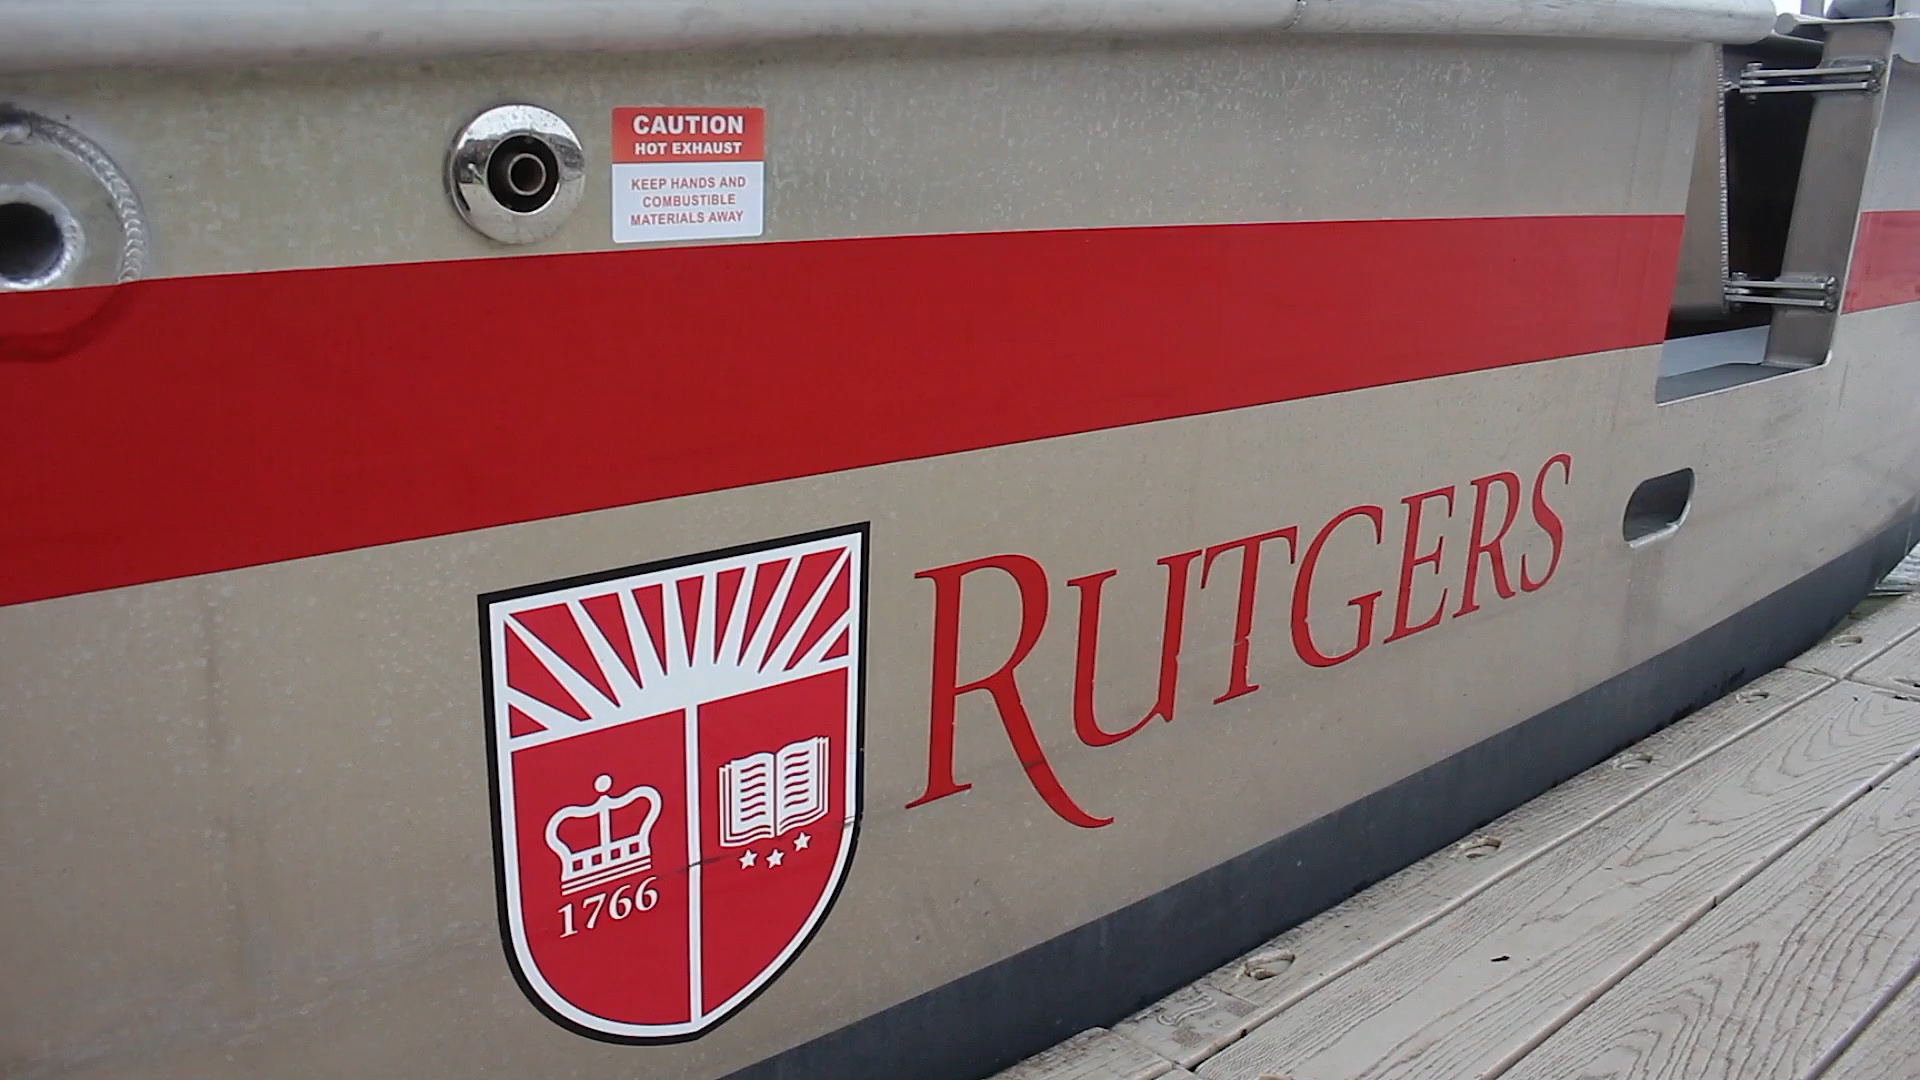 CAUTION
HOT EXHAUST
KEEP HANDS AND
COMBUSTIBLE
MATERIALS AWAY
RUTGERS
1766